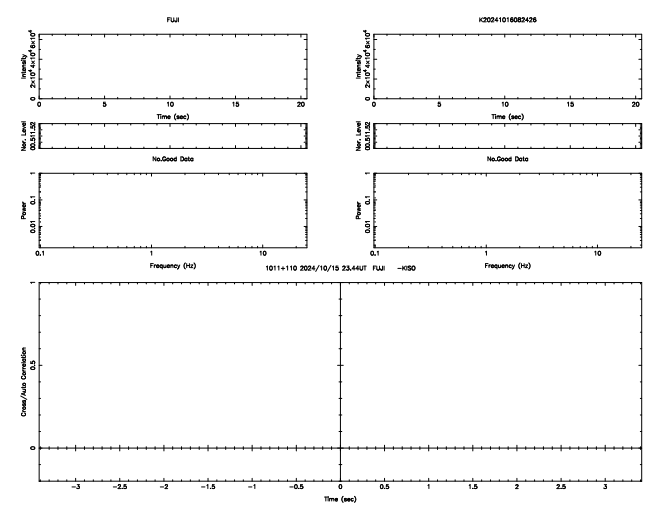 FUJI
K20241016082426
Intensity
0 2×10⁴ 4×10⁴ 6×10⁴
0 5 10 15 20
Time (sec)
Intensity
0 2×10⁴ 4×10⁴ 6×10⁴
0 5 10 15 20
Time (sec)
Nor. Level
00.511.52
Nor. Level
00.511.52
No.Good Data
No.Good Data
Power
0.01 0.1 1
0.1 1 10
Frequency (Hz)
Power
0.01 0.1 1
0.1 1 10
Frequency (Hz)
1011+110 2024/10/15 23.44UT FUJI -KISO
Cross/Auto Correlation
0 0.5 1
-3 -2.5 -2 -1.5 -1 -0.5 0 0.5 1 1.5 2 2.5 3
Time (sec)